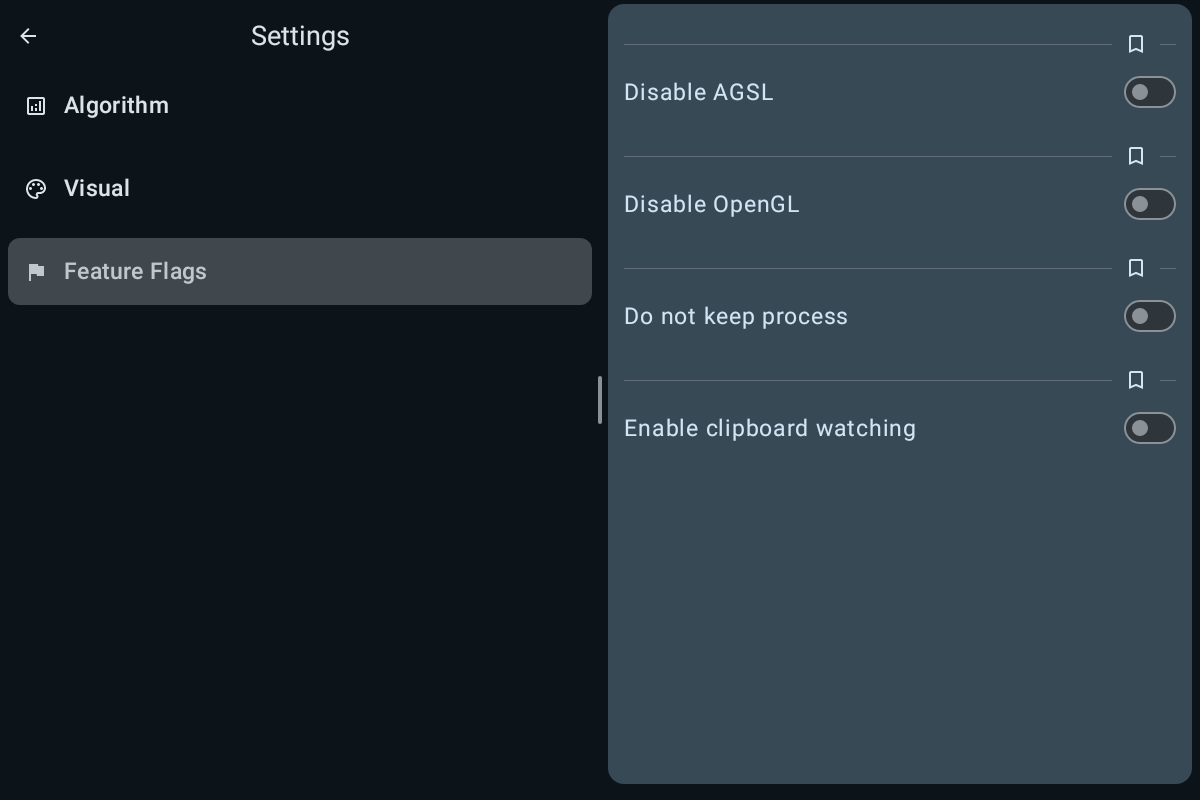 Settings
Algorithm
Visual
Feature Flags
Disable AGSL
Disable OpenGL
Do not keep process
Enable clipboard watching